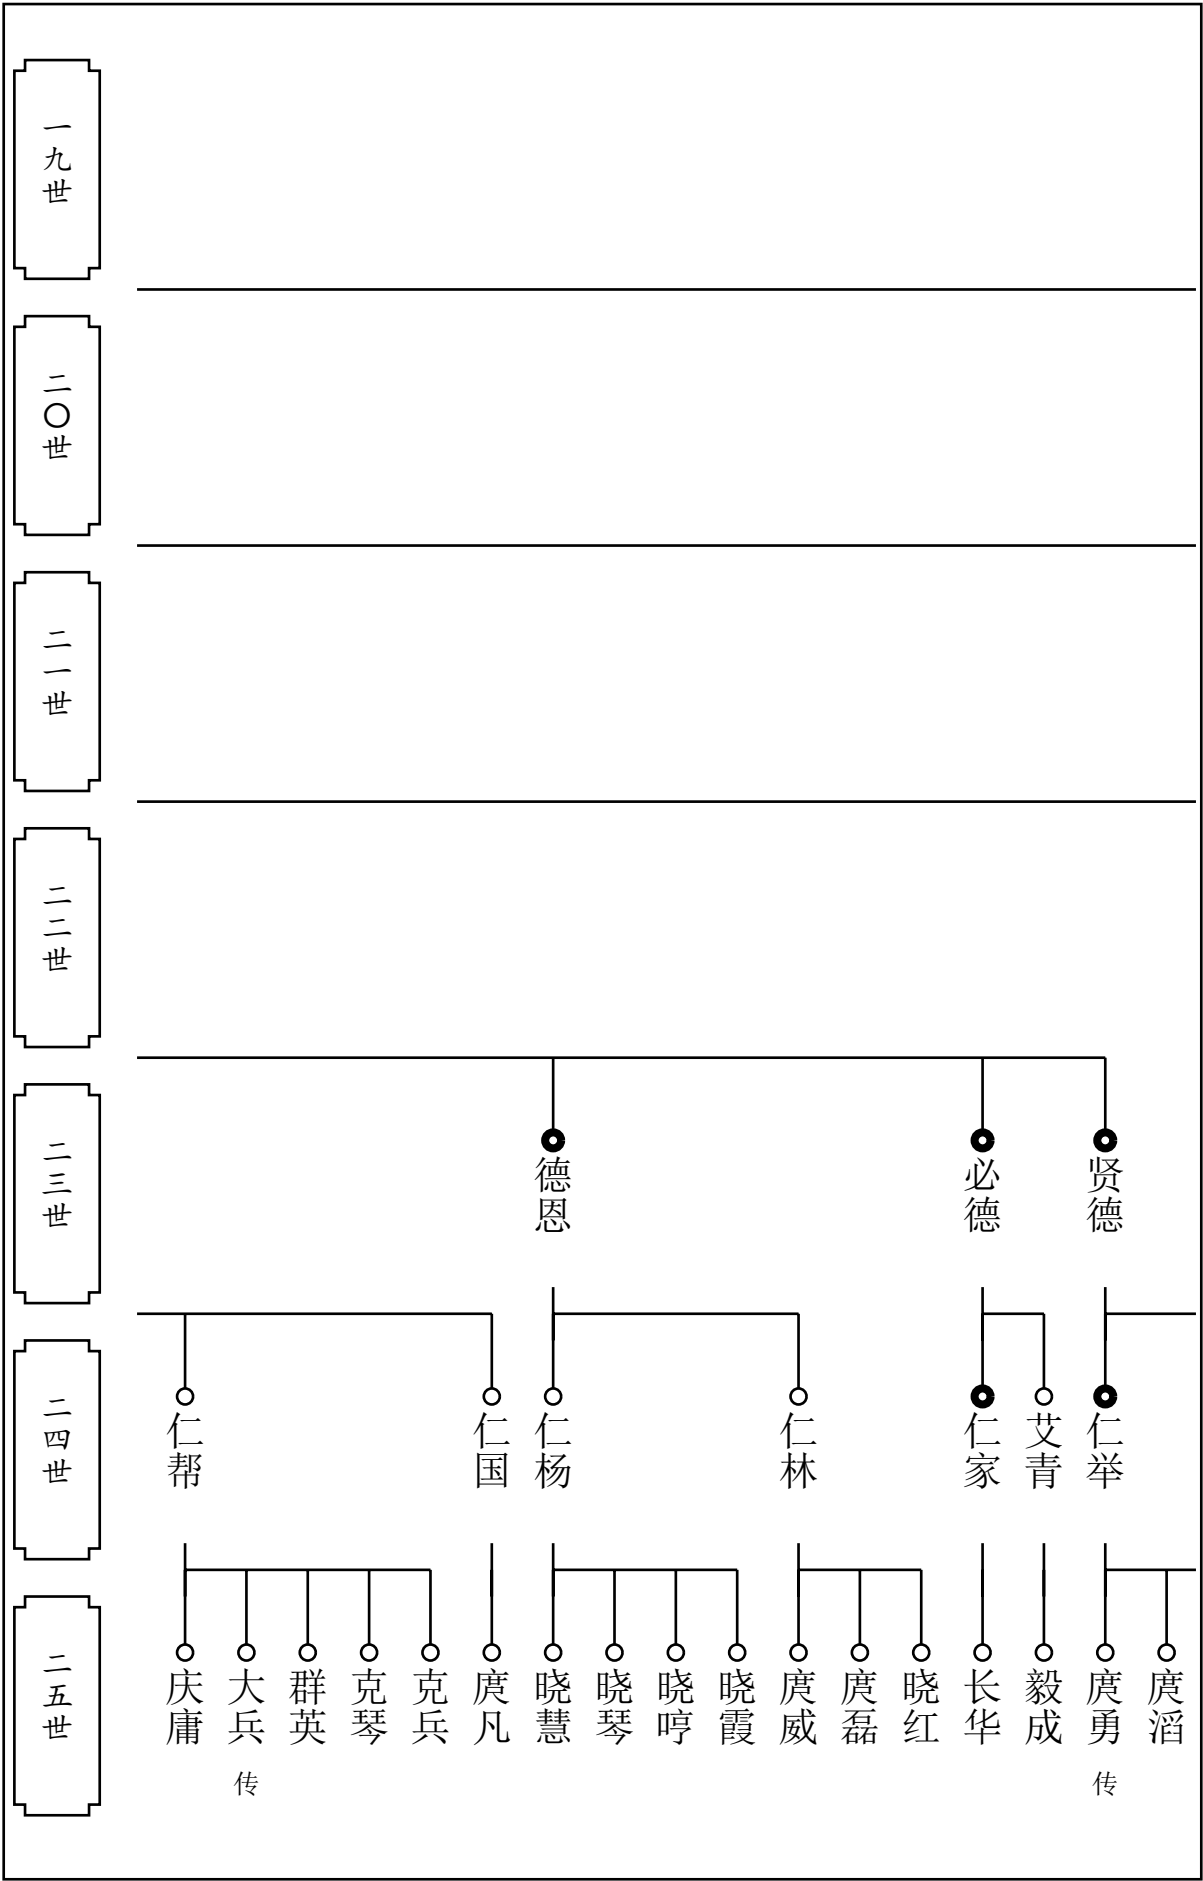 一九世
二〇世
二一世
二二世
二三世
德恩
必德
贤德
二四世
仁帮
仁国
仁杨
仁林
仁家
艾青
仁举
二五世
庆庸
大兵
传
群英
克琴
克兵
庹凡
晓慧
晓琴
晓哼
晓霞
庹威
庹磊
晓红
长华
毅成
庹勇
传
庹滔